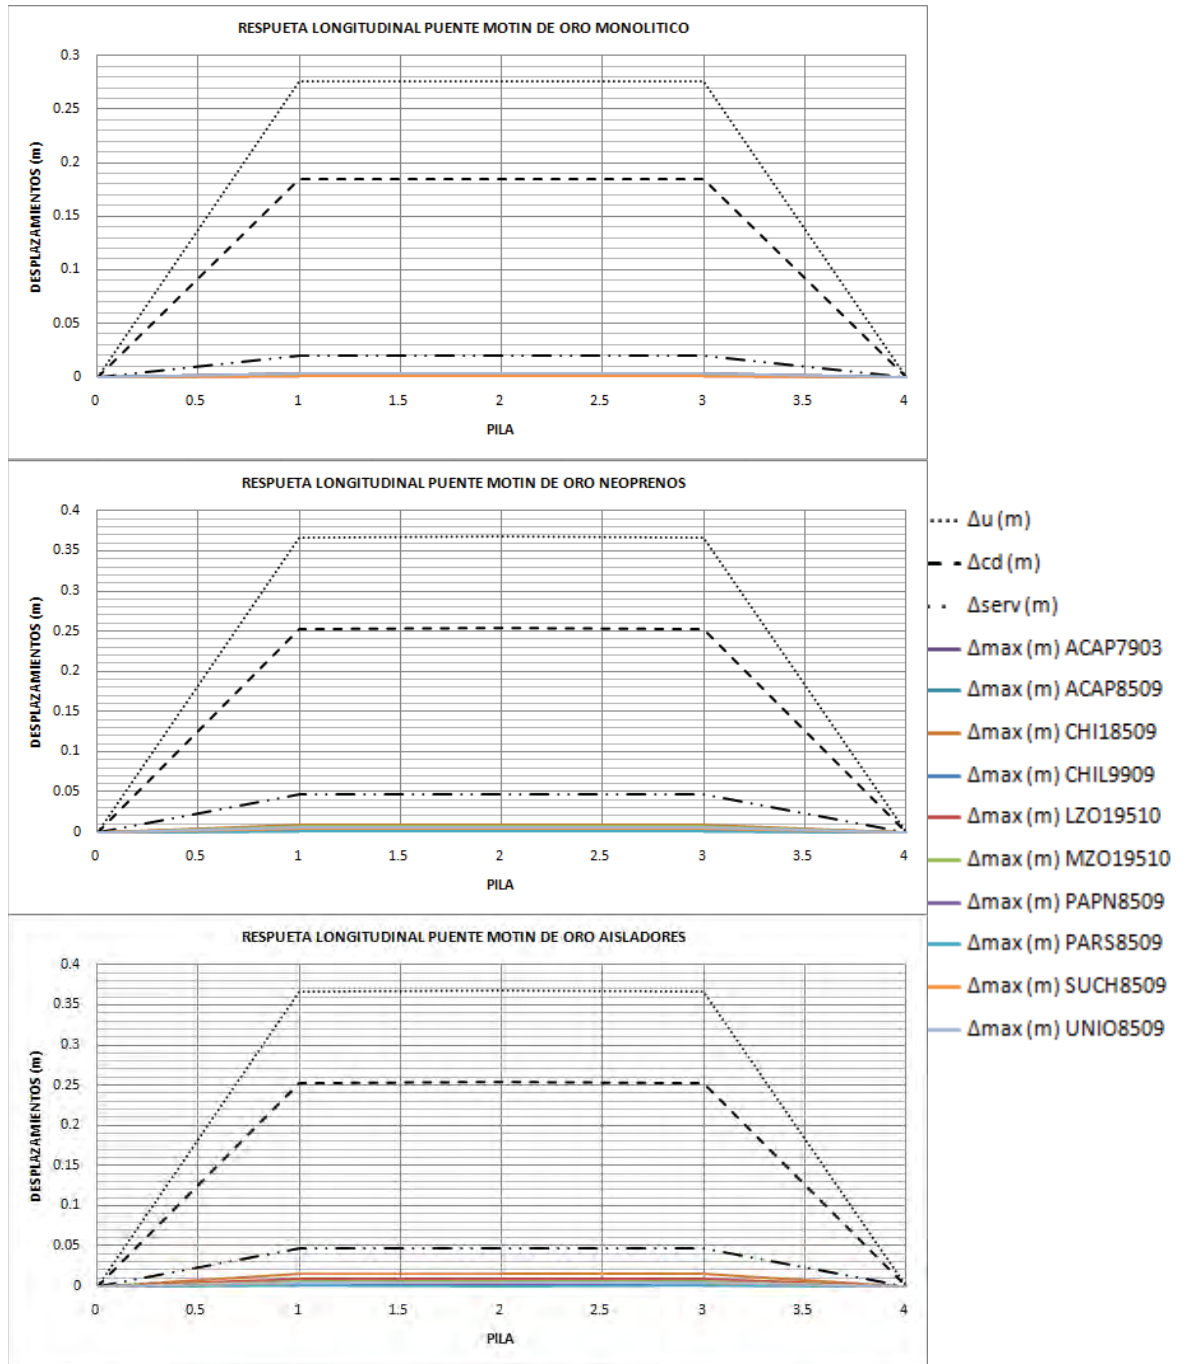 RESPUETA LONGITUDINAL PUENTE MOTIN DE ORO MONOLITICO
DESPLAZAMIENTOS (m)
0.3
0.25
0.2
0.15
0.1
0.05
0
0 0.5 1 1.5 2 2.5 3 3.5 4
PILA
RESPUETA LONGITUDINAL PUENTE MOTIN DE ORO NEOPRENOS
DESPLAZAMIENTOS (m)
0.4
0.35
0.3
0.25
0.2
0.15
0.1
0.05
0
0 0.5 1 1.5 2 2.5 3 3.5 4
PILA
RESPUETA LONGITUDINAL PUENTE MOTIN DE ORO AISLADORES
DESPLAZAMIENTOS (m)
0.4
0.35
0.3
0.25
0.2
0.15
0.1
0.05
0
0 0.5 1 1.5 2 2.5 3 3.5 4
PILA
Δu (m)
Δcd (m)
Δserv (m)
Δmax (m) ACAP7903
Δmax (m) ACAP8509
Δmax (m) CHI18509
Δmax (m) CHIL9909
Δmax (m) LZO19510
Δmax (m) MZO19510
Δmax (m) PAPN8509
Δmax (m) PARS8509
Δmax (m) SUCH8509
Δmax (m) UNIO8509